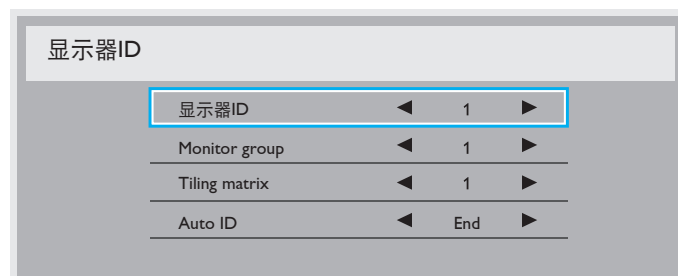 显示器ID
显示器ID ◀ 1 ▶
Monitor group ◀ 1 ▶
Tiling matrix ◀ 1 ▶
Auto ID ◀ End ▶